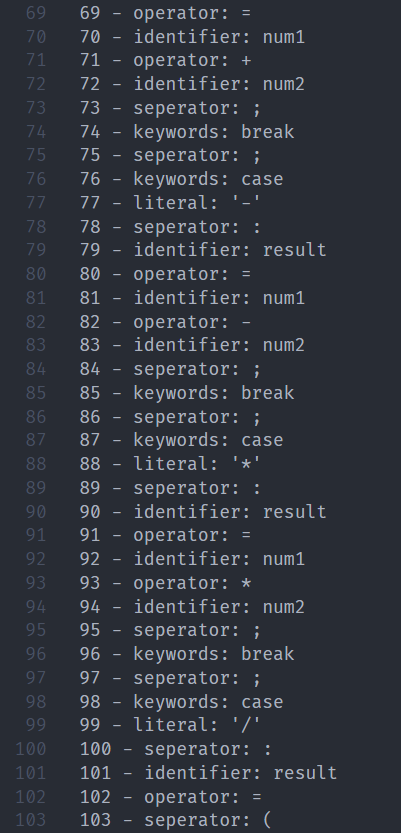 69 69 - operator: =
70 70 - identifier: num1
71 71 - operator: +
72 72 - identifier: num2
73 73 - seperator: ;
74 74 - keywords: break
75 75 - seperator: ;
76 76 - keywords: case
77 77 - literal: '-'
78 78 - seperator: :
79 79 - identifier: result
80 80 - operator: =
81 81 - identifier: num1
82 82 - operator: -
83 83 - identifier: num2
84 84 - seperator: ;
85 85 - keywords: break
86 86 - seperator: ;
87 87 - keywords: case
88 88 - literal: '*'
89 89 - seperator: :
90 90 - identifier: result
91 91 - operator: =
92 92 - identifier: num1
93 93 - operator: *
94 94 - identifier: num2
95 95 - seperator: ;
96 96 - keywords: break
97 97 - seperator: ;
98 98 - keywords: case
99 99 - literal: '/'
100 100 - seperator: :
101 101 - identifier: result
102 102 - operator: =
103 103 - seperator: (